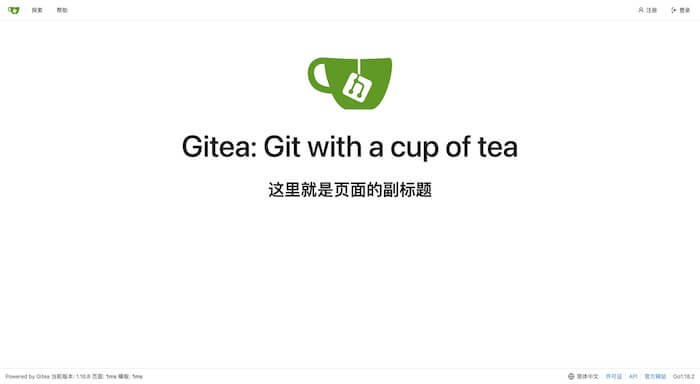 探索 帮助 注册 登录
Gitea: Git with a cup of tea
这里就是页面的副标题
Powered by Gitea 当前版本: 1.16.8 页面: 1ms 模板: 1ms 简体中文 许可证 API 官方网站 Go1.18.2